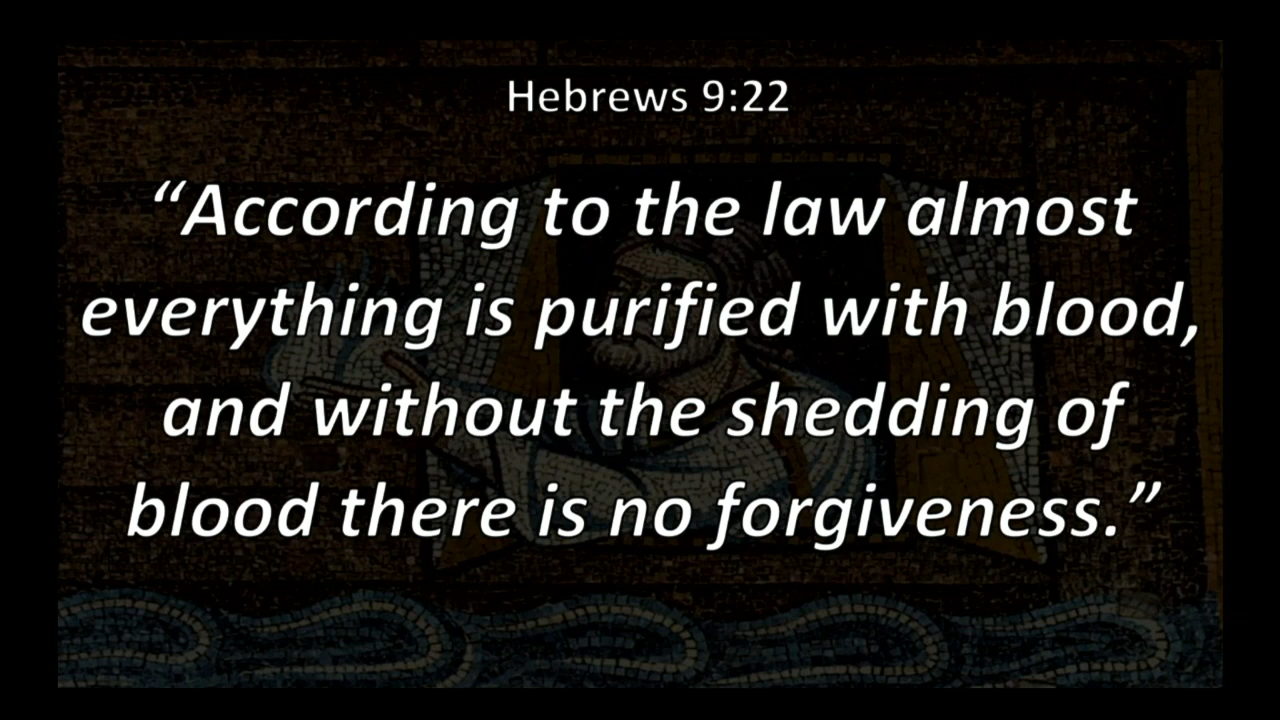 Hebrews 9:22
“According to the law almost
everything is purified with blood,
and without the shedding of
blood there is no forgiveness.”